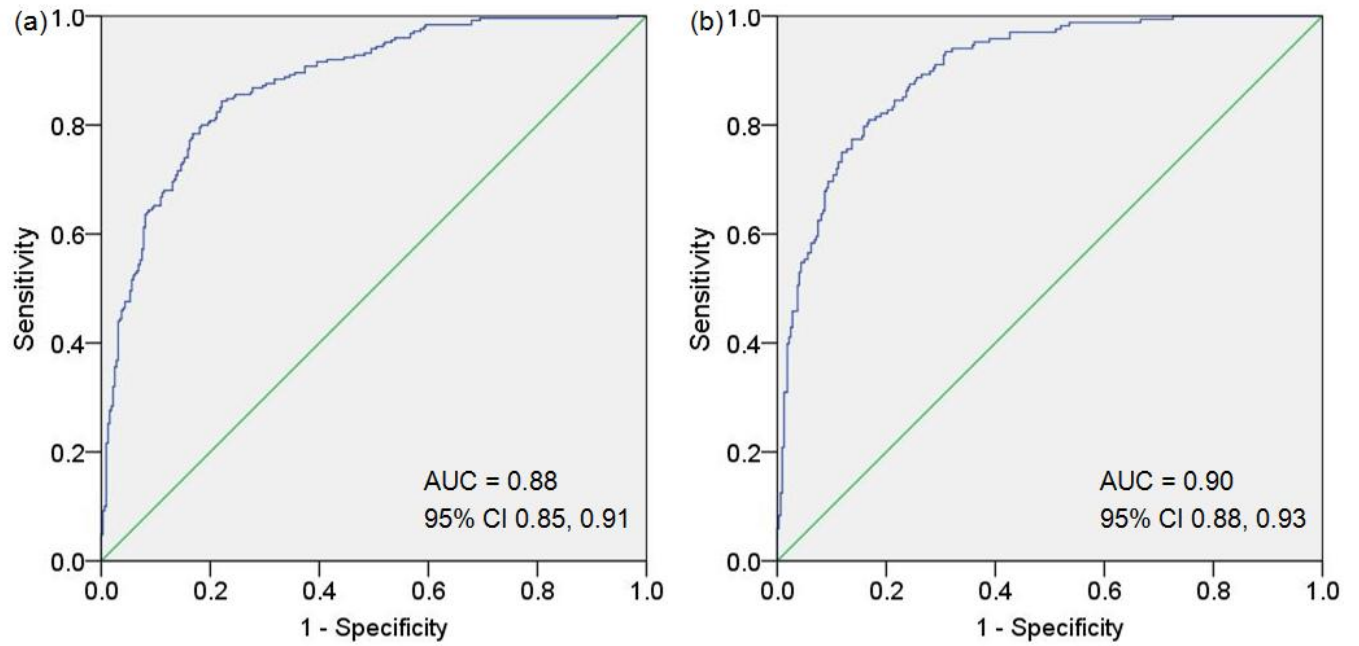 (a)
1.0
0.8
0.6
0.4
0.2
0.0
Sensitivity
AUC = 0.88
95% CI 0.85, 0.91
0.0 0.2 0.4 0.6 0.8 1.0
1 - Specificity
(b)
1.0
0.8
0.6
0.4
0.2
0.0
Sensitivity
AUC = 0.90
95% CI 0.88, 0.93
0.0 0.2 0.4 0.6 0.8 1.0
1 - Specificity